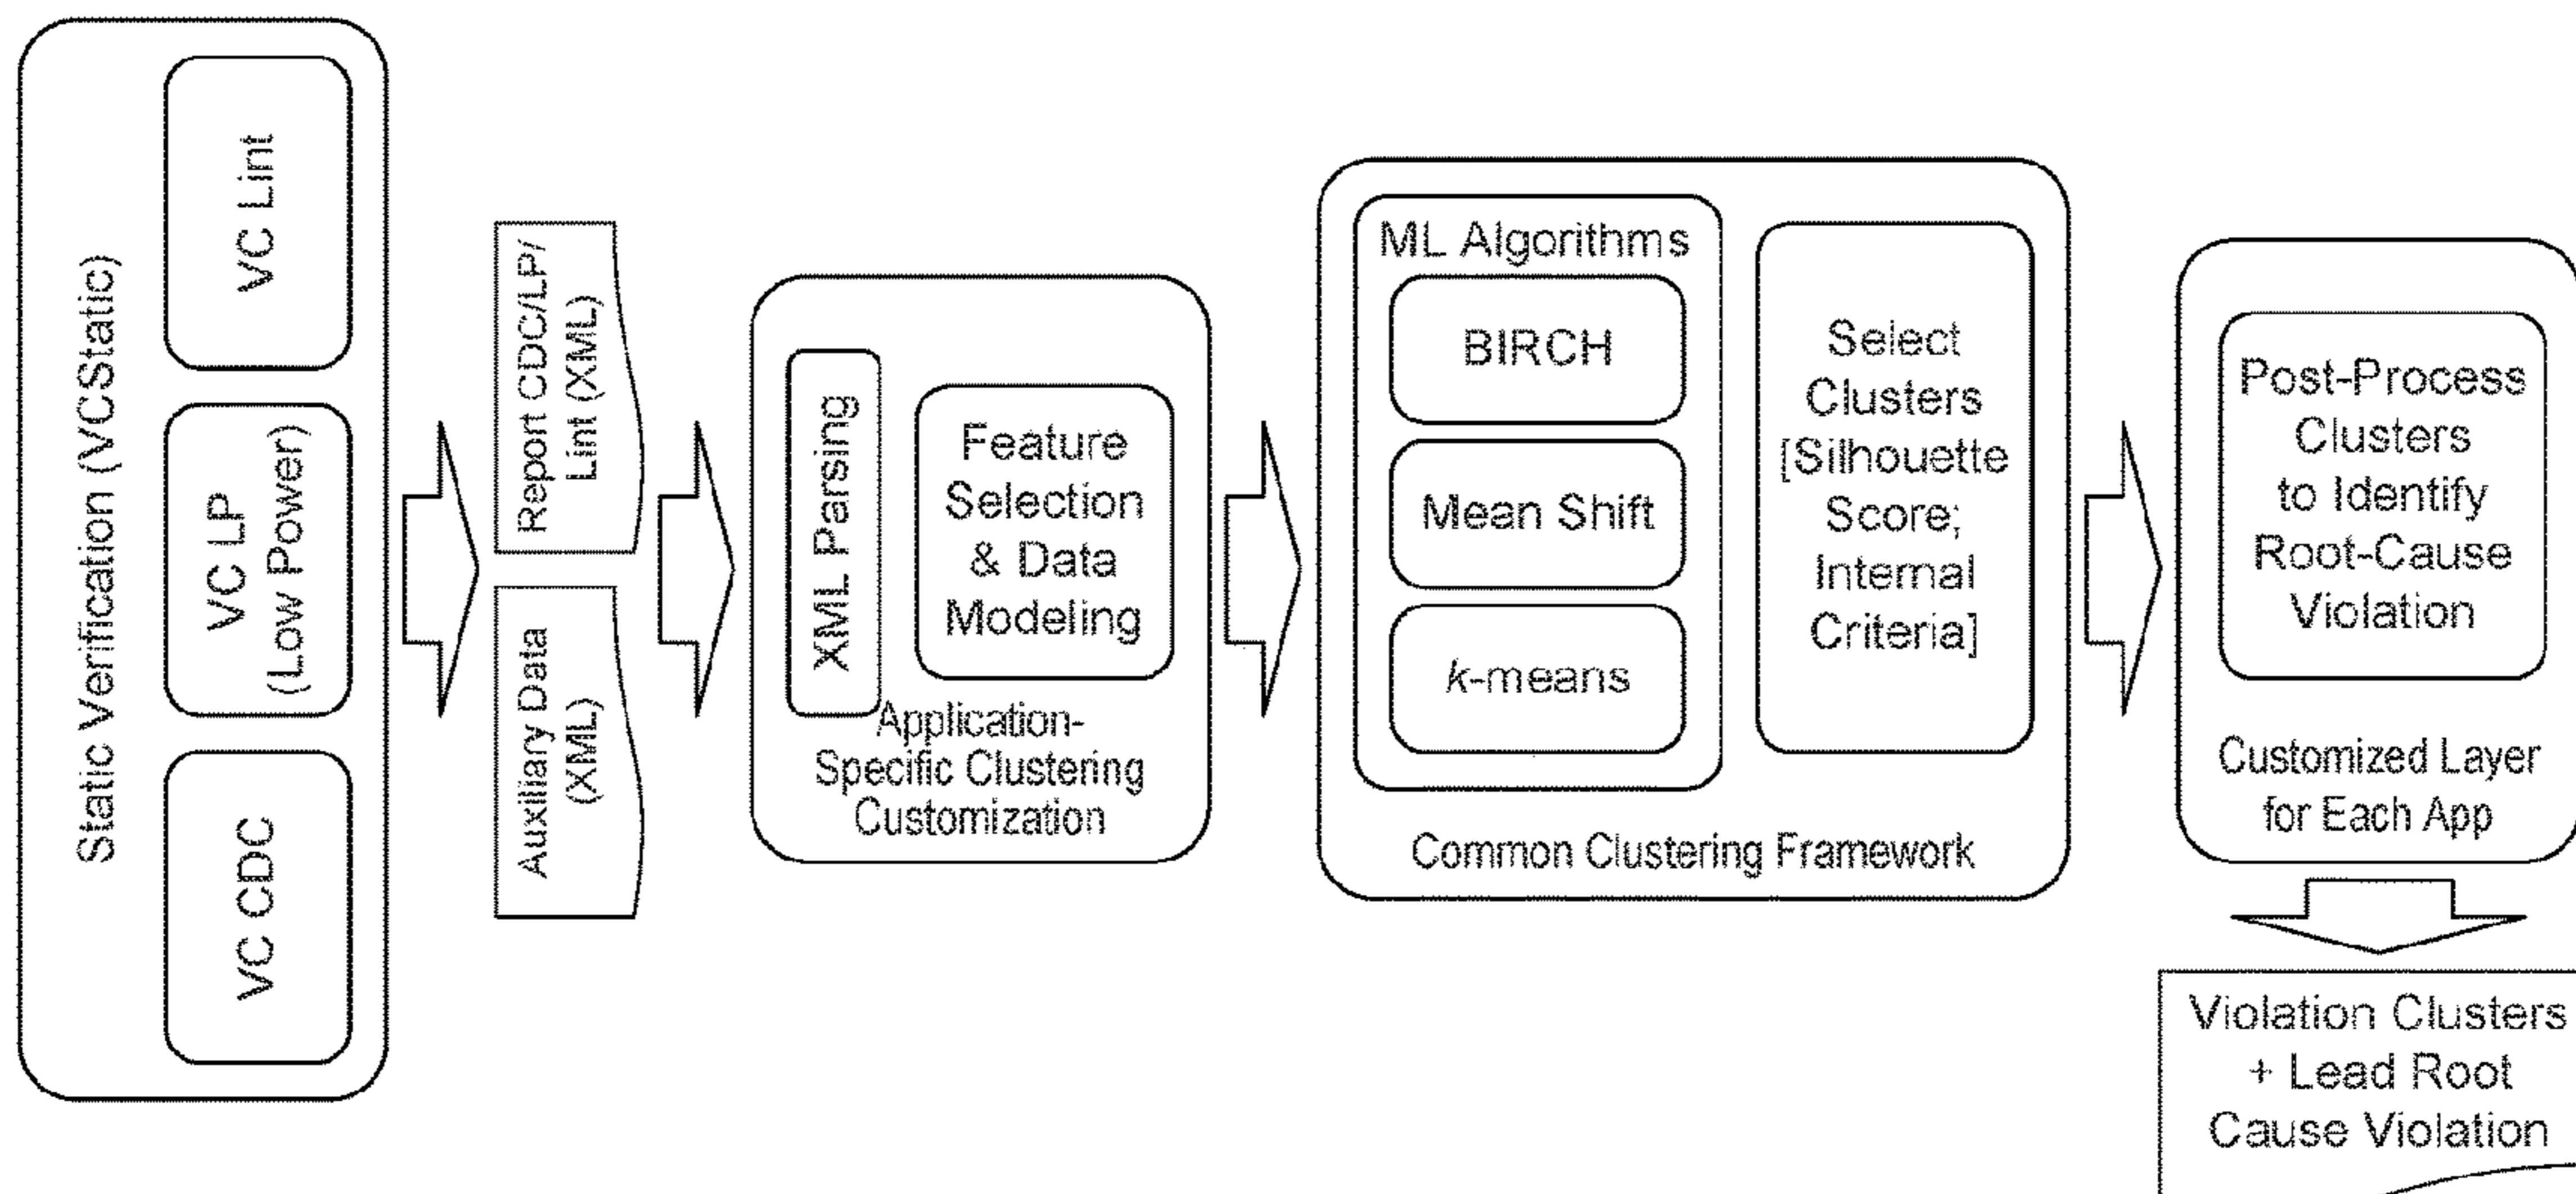 Static Verification (VCStatic)
VC Lint
VC LP
(Low Power)
VC CDC
Report CDC/LP/
Lint (XML)
Auxiliary Data
(XML)
XML Parsing
Feature
Selection
& Data
Modeling
Application-
Specific Clustering
Customization
ML Algorithms
BIRCH
Mean Shift
k-means
Select
Clusters
[Silhouette
Score;
Internal
Criteria]
Common Clustering Framework
Post-Process
Clusters
to Identify
Root-Cause
Violation
Customized Layer
for Each App
Violation Clusters
+ Lead Root
Cause Violation